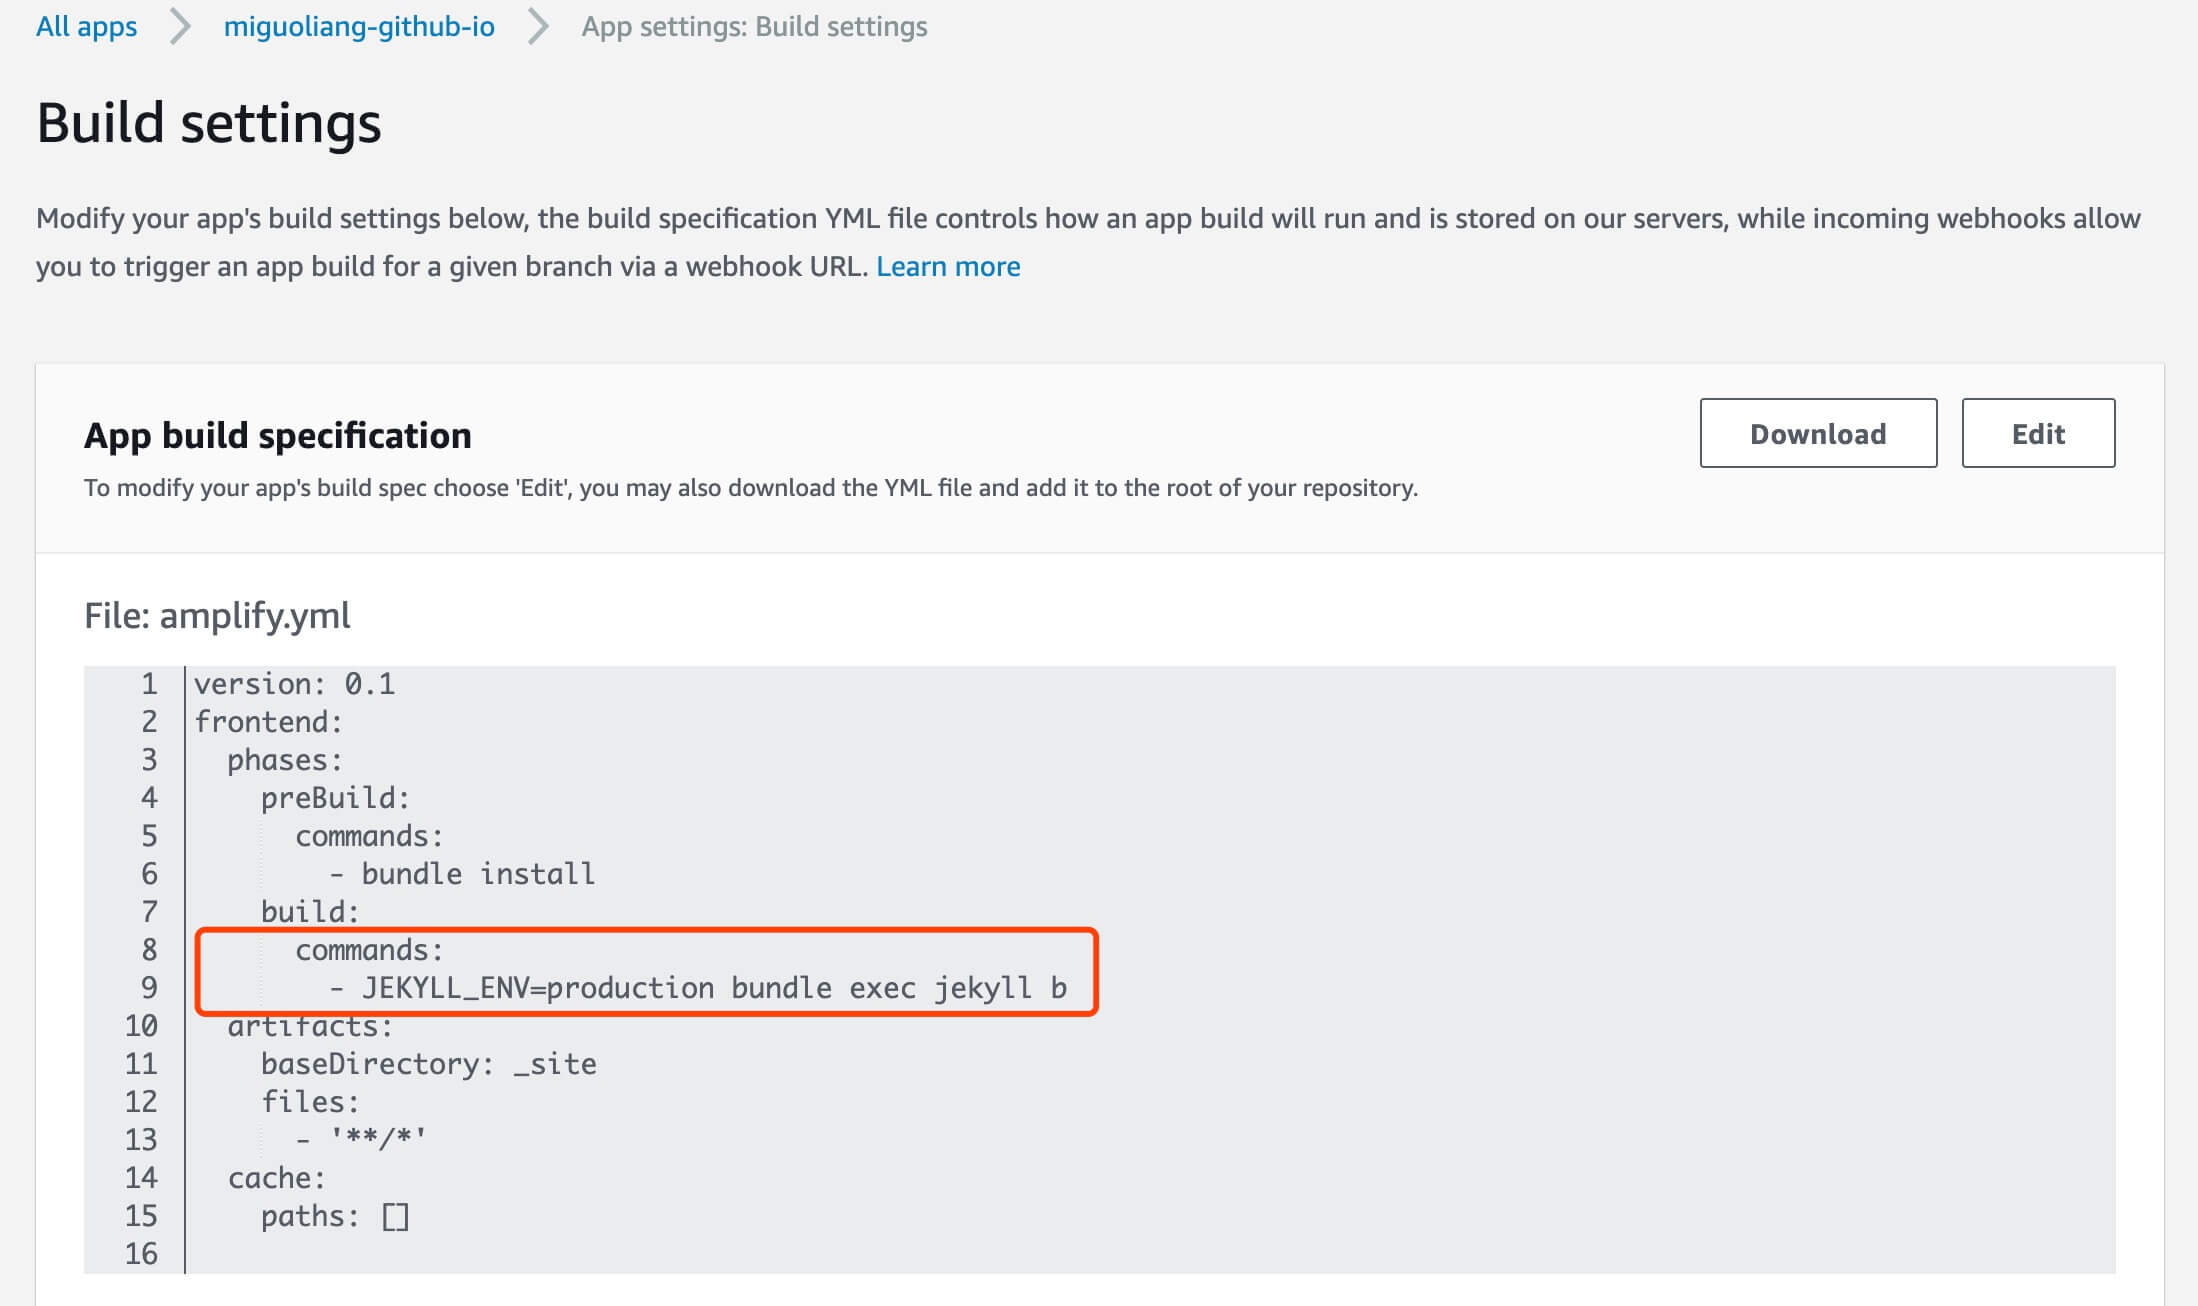 All apps > miguoliang-github-io > App settings: Build settings
Build settings
Modify your app's build settings below, the build specification YML file controls how an app build will run and is stored on our servers, while incoming webhooks allow
you to trigger an app build for a given branch via a webhook URL. Learn more
App build specification
Download
Edit
To modify your app's build spec choose 'Edit', you may also download the YML file and add it to the root of your repository.
File: amplify.yml
1 version: 0.1
2 frontend:
3   phases:
4     preBuild:
5       commands:
6         - bundle install
7     build:
8       commands:
9         - JEKYLL_ENV=production bundle exec jekyll b
10   artifacts:
11     baseDirectory: _site
12     files:
13       - '**/*'
14   cache:
15     paths: []
16